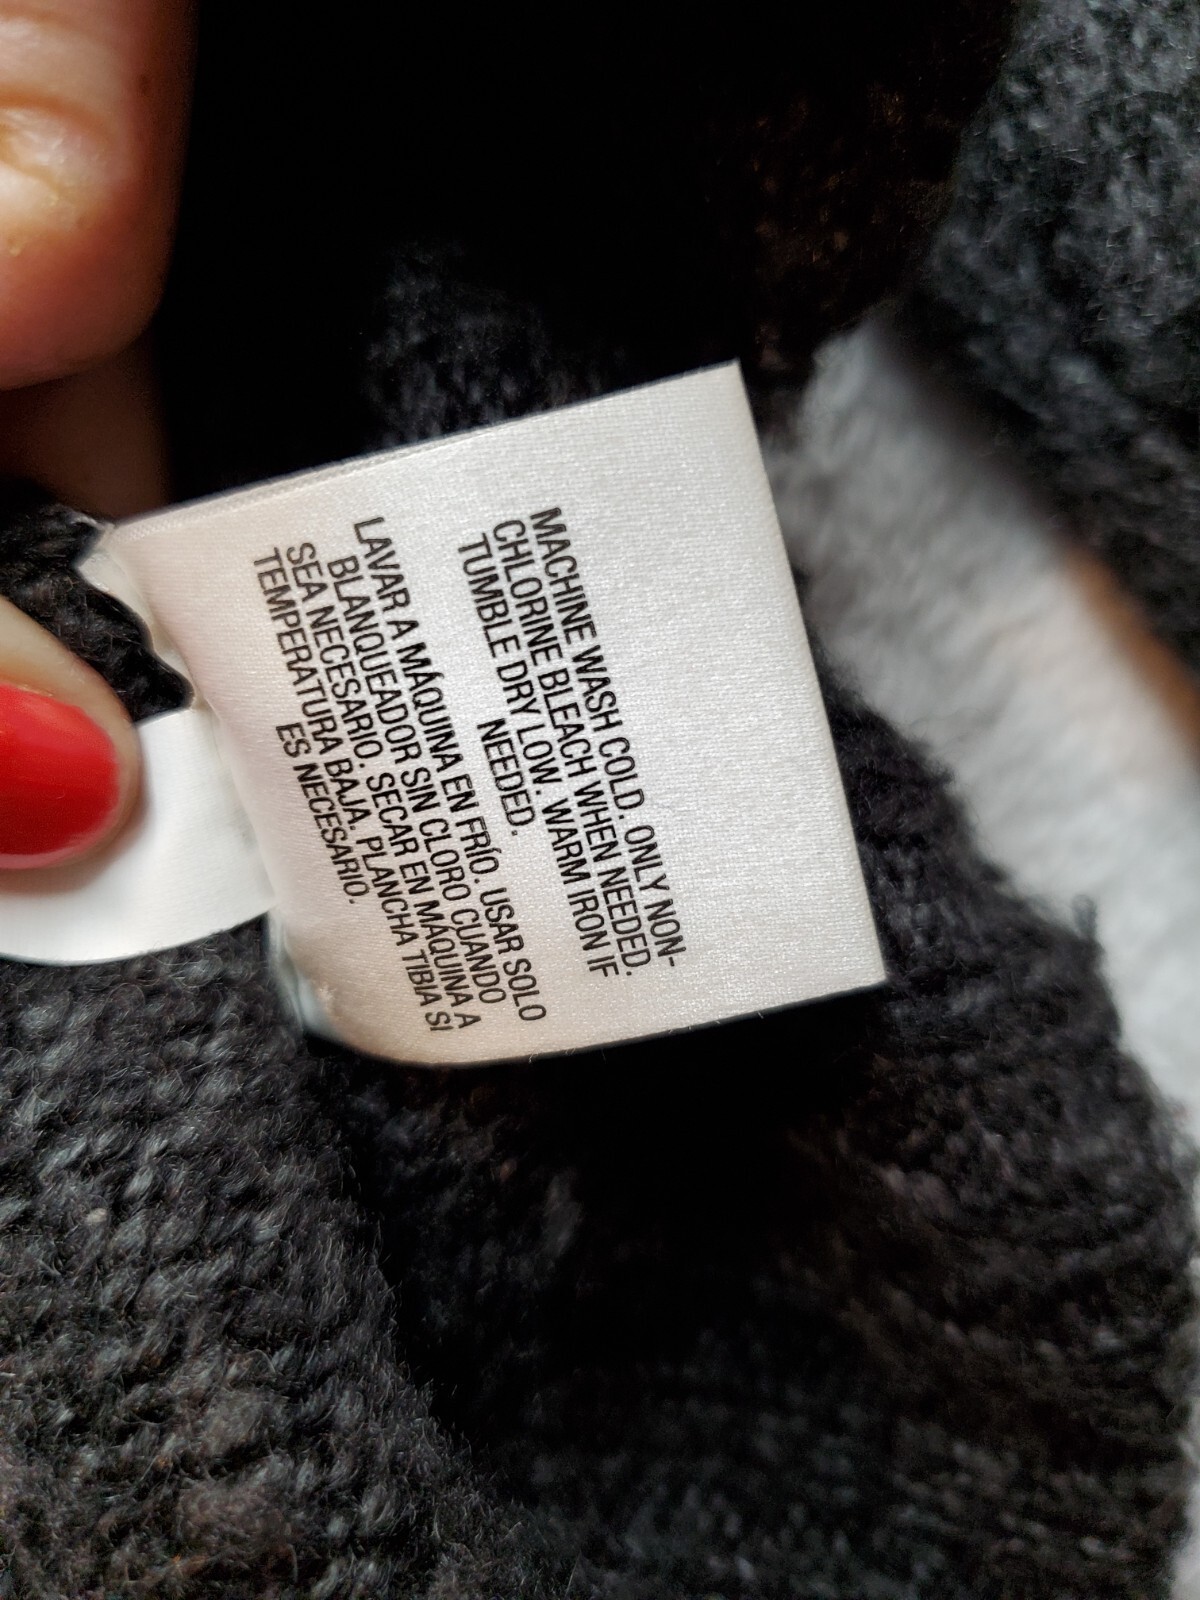 MACHINE WASH COLD. ONLY NON-
CHLORINE BLEACH WHEN NEEDED.
TUMBLE DRY LOW. WARM IRON IF
NEEDED.
LAVAR A MÁQUINA EN FRÍO. USAR SOLO
BLANQUEADOR SIN CLORO CUANDO
SEA NECESARIO. SECAR EN MÁQUINA A
TEMPERATURA BAJA. PLANCHA TIBIA SI
ES NECESARIO.